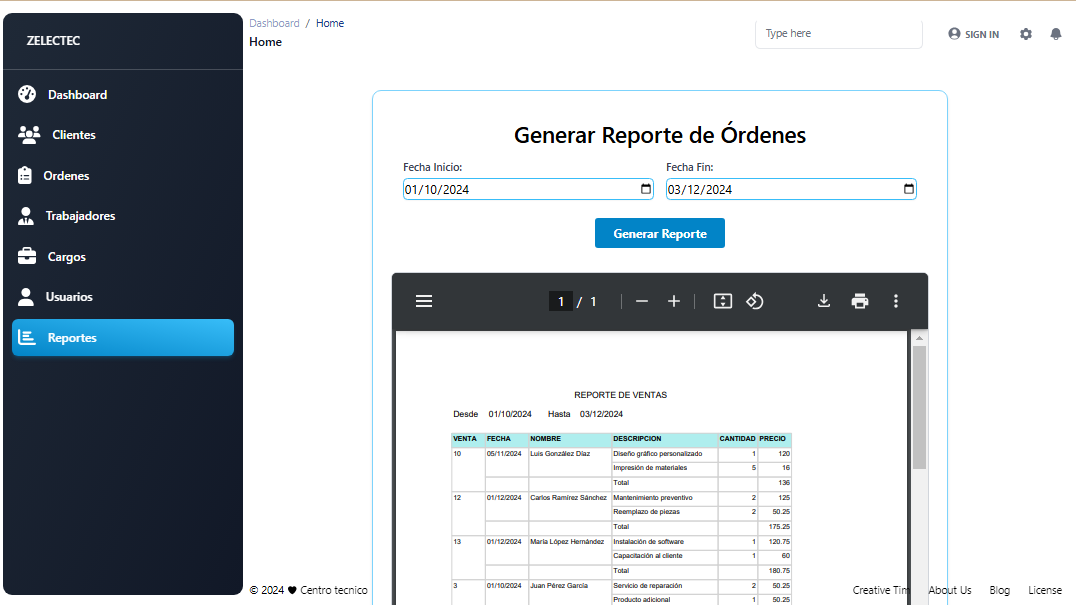 ZELECTEC
Dashboard
Clientes
Ordenes
Trabajadores
Cargos
Usuarios
Reportes
Dashboard / Home
Home
Type here
SIGN IN
Generar Reporte de Órdenes
Fecha Inicio: Fecha Fin:
01/10/2024 03/12/2024
Generar Reporte
1 / 1
REPORTE DE VENTAS
Desde 01/10/2024 Hasta 03/12/2024
VENTA FECHA NOMBRE DESCRIPCION CANTIDAD PRECIO
10 05/11/2024 Luis González Díaz Diseño gráfico personalizado 1 120
Impresión de materiales 5 16
Total 136
12 01/12/2024 Carlos Ramírez Sánchez Mantenimiento preventivo 2 125
Reemplazo de piezas 2 50.25
Total 175.25
13 01/12/2024 María López Hernández Instalación de software 1 120.75
Capacitación al cliente 1 60
Total 180.75
3 01/10/2024 Juan Pérez García Servicio de reparación 2 50.25
Producto adicional 1 50.25
© 2024 Centro tecnico
Creative Tim About Us Blog License